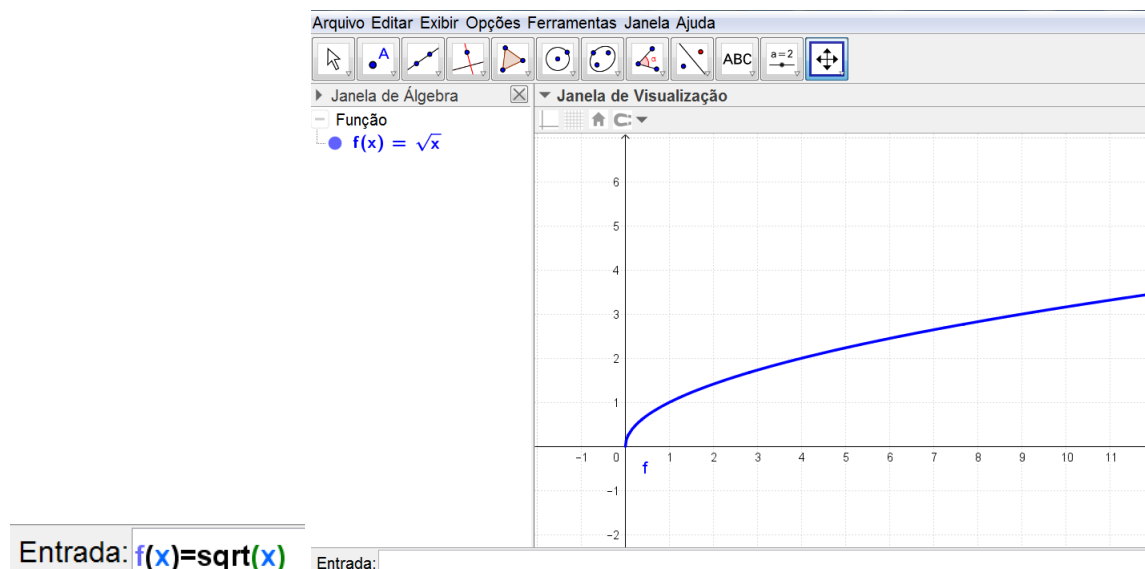 Arquivo Editar Exibir Opções Ferramentas Janela Ajuda
A
α
ABC
a=2
Janela de Álgebra
Janela de Visualização
Função
f(x) = √x
6
5
4
3
2
1
-1 0 1 2 3 4 5 6 7 8 9 10 11
f
-1
-2
Entrada: f(x)=sqrt(x)
Entrada: